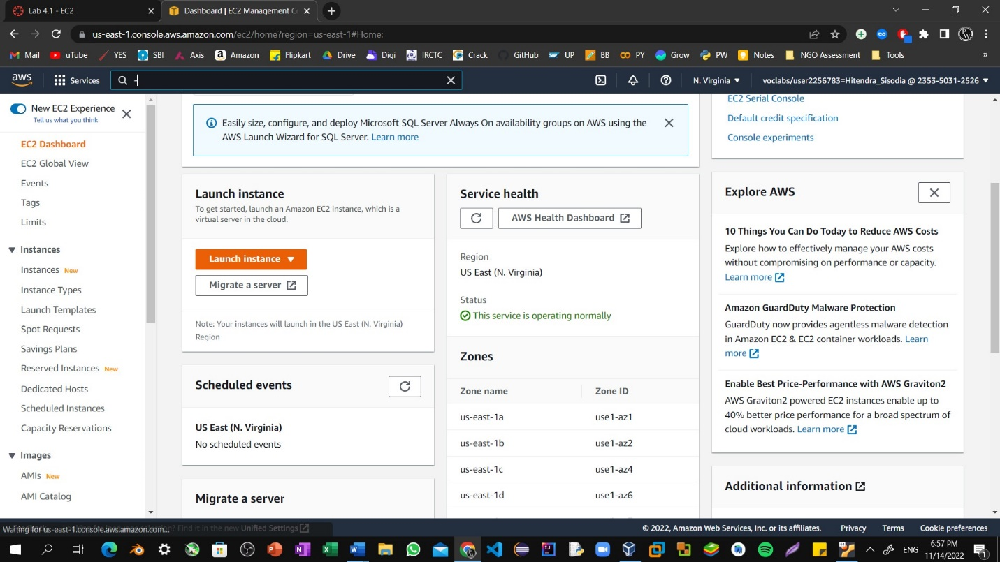 Lab 4.1 - EC2
Dashboard | EC2 Management C
us-east-1.console.aws.amazon.com/ec2/home?region=us-east-1#Home:
Mail
uTube
YES
SBI
Axis
Amazon
Flipkart
Drive
Digi
IRCTC
Crack
GitHub
UP
BB
PY
Grow
PW
Notes
NGO Assessment
Tools
»
aws
Services
-
N. Virginia
voclabs/user2256783=Hitendra_Sisodia @ 2353-5031-2526
New EC2 Experience
Tell us what you think
EC2 Dashboard
EC2 Global View
Events
Tags
Limits
Instances
Instances New
Instance Types
Launch Templates
Spot Requests
Savings Plans
Reserved Instances New
Dedicated Hosts
Scheduled Instances
Capacity Reservations
Images
AMIs New
AMI Catalog
Easily size, configure, and deploy Microsoft SQL Server Always On availability groups on AWS using the
AWS Launch Wizard for SQL Server. Learn more
Launch instance
To get started, launch an Amazon EC2 instance, which is a
virtual server in the cloud.
Launch instance
Migrate a server
Note: Your instances will launch in the US East (N. Virginia)
Region
Scheduled events
US East (N. Virginia)
No scheduled events
Migrate a server
Service health
AWS Health Dashboard
Region
US East (N. Virginia)
Status
This service is operating normally
Zones
Zone name Zone ID
us-east-1a use1-az1
us-east-1b use1-az2
us-east-1c use1-az4
us-east-1d use1-az6
EC2 Serial Console
Default credit specification
Console experiments
Explore AWS
10 Things You Can Do Today to Reduce AWS Costs
Explore how to effectively manage your AWS costs
without compromising on performance or capacity.
Learn more
Amazon GuardDuty Malware Protection
GuardDuty now provides agentless malware detection
in Amazon EC2 & EC2 container workloads. Learn
more
Enable Best Price-Performance with AWS Graviton2
AWS Graviton2 powered EC2 instances enable up to
40% better price performance for a broad spectrum of
cloud workloads. Learn more
Additional information
Waiting for us-east-1.console.aws.amazon.com...
? Find it in the new Unified Settings
© 2022, Amazon Web Services, Inc. or its affiliates.
Privacy
Terms
Cookie preferences
ENG
6:57 PM
11/14/2022
1